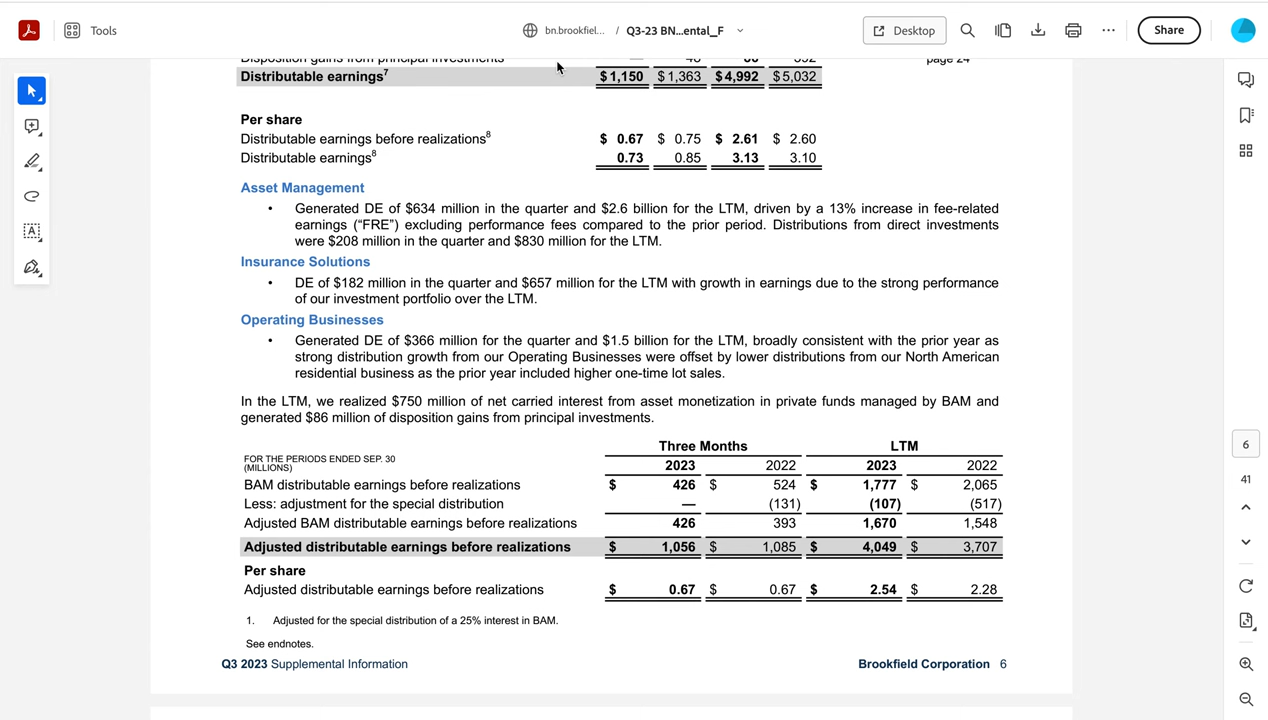 Tools
bn.brookfiel... / Q3-23 BN...ental_F
Desktop
Share
Disposition gains from principal investments — 46 86 592 page 24
Distributable earnings7 $ 1,150 $ 1,363 $ 4,992 $ 5,032
Per share
Distributable earnings before realizations8 $ 0.67 $ 0.75 $ 2.61 $ 2.60
Distributable earnings8 0.73 0.85 3.13 3.10
Asset Management
• Generated DE of $634 million in the quarter and $2.6 billion for the LTM, driven by a 13% increase in fee-related
earnings (“FRE”) excluding performance fees compared to the prior period. Distributions from direct investments
were $208 million in the quarter and $830 million for the LTM.
Insurance Solutions
• DE of $182 million in the quarter and $657 million for the LTM with growth in earnings due to the strong performance
of our investment portfolio over the LTM.
Operating Businesses
• Generated DE of $366 million for the quarter and $1.5 billion for the LTM, broadly consistent with the prior year as
strong distribution growth from our Operating Businesses were offset by lower distributions from our North American
residential business as the prior year included higher one-time lot sales.
In the LTM, we realized $750 million of net carried interest from asset monetization in private funds managed by BAM and
generated $86 million of disposition gains from principal investments.
Three Months LTM
FOR THE PERIODS ENDED SEP. 30
(MILLIONS)
2023 2022 2023 2022
BAM distributable earnings before realizations $ 426 $ 524 $ 1,777 $ 2,065
Less: adjustment for the special distribution — (131) (107) (517)
Adjusted BAM distributable earnings before realizations 426 393 1,670 1,548
Adjusted distributable earnings before realizations $ 1,056 $ 1,085 $ 4,049 $ 3,707
Per share
Adjusted distributable earnings before realizations $ 0.67 $ 0.67 $ 2.54 $ 2.28
1. Adjusted for the special distribution of a 25% interest in BAM.
See endnotes.
Q3 2023 Supplemental Information Brookfield Corporation 6
6
41